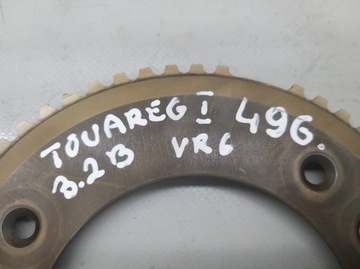 TOUAREG I 496.
3.2B VR6